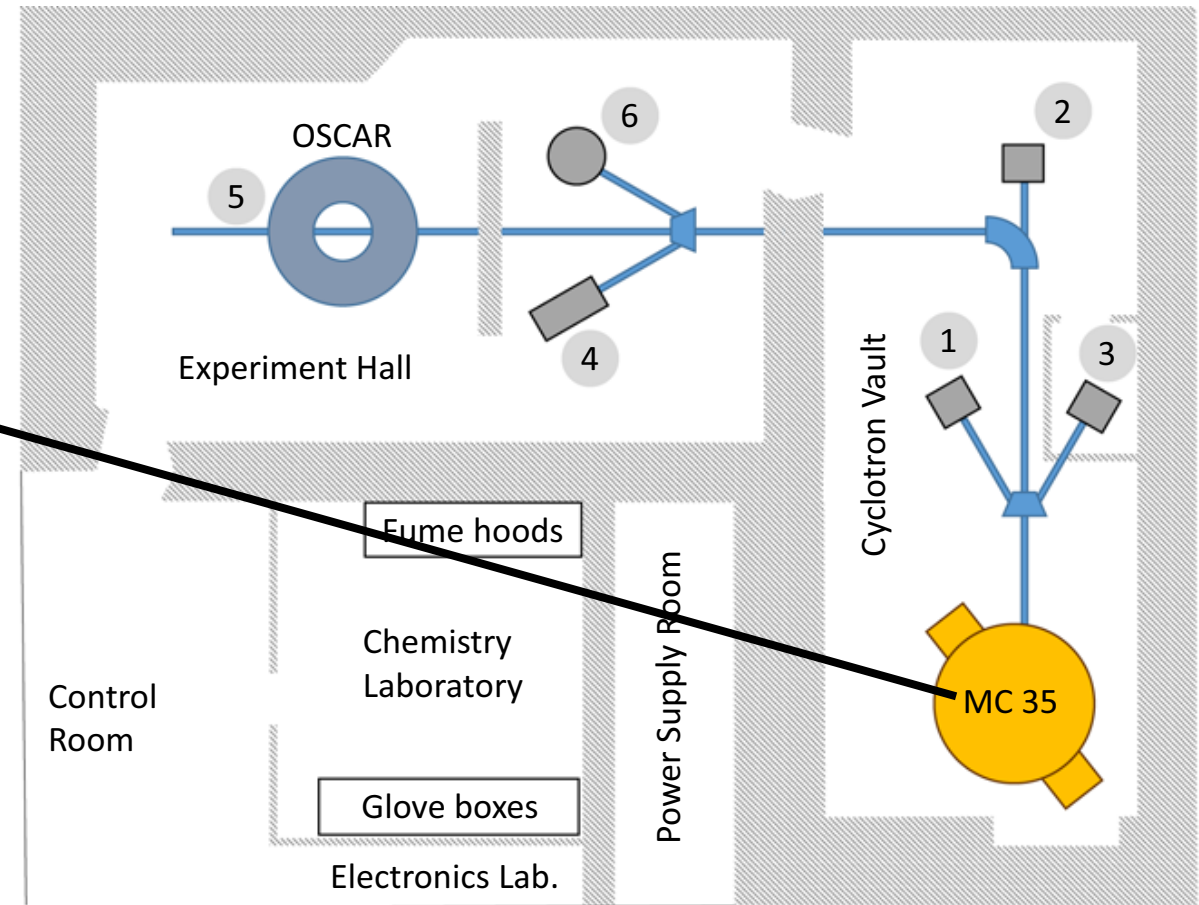 OSCAR
6
2
5
1
3
4
Experiment Hall
Cyclotron Vault
Fume hoods
Chemistry
Laboratory
Power Supply Room
Control
Room
MC 35
Glove boxes
Electronics Lab.